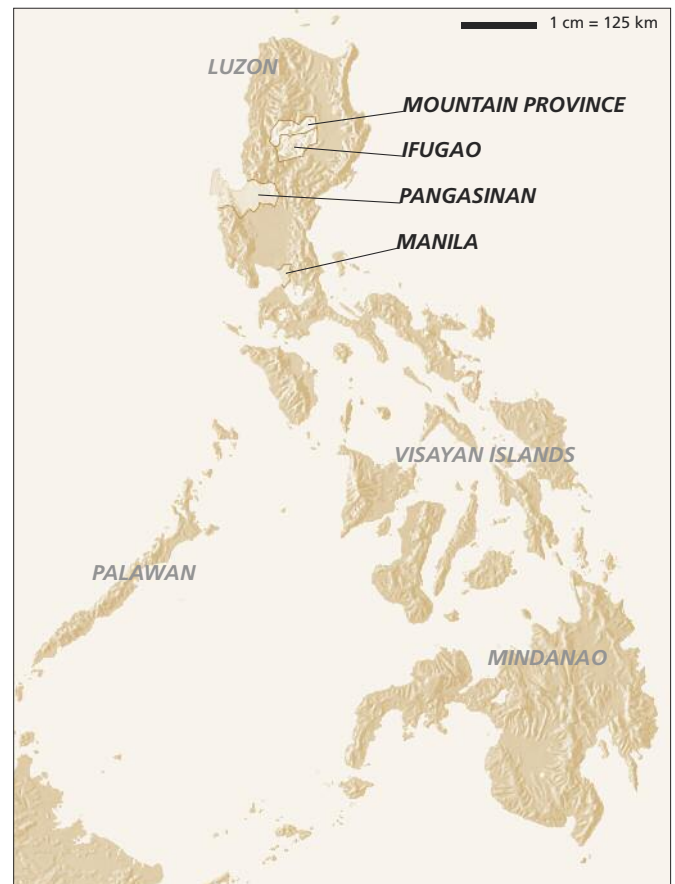 1 cm = 125 km
LUZON
MOUNTAIN PROVINCE
IFUGAO
PANGASINAN
MANILA
VISAYAN ISLANDS
PALAWAN
MINDANAO